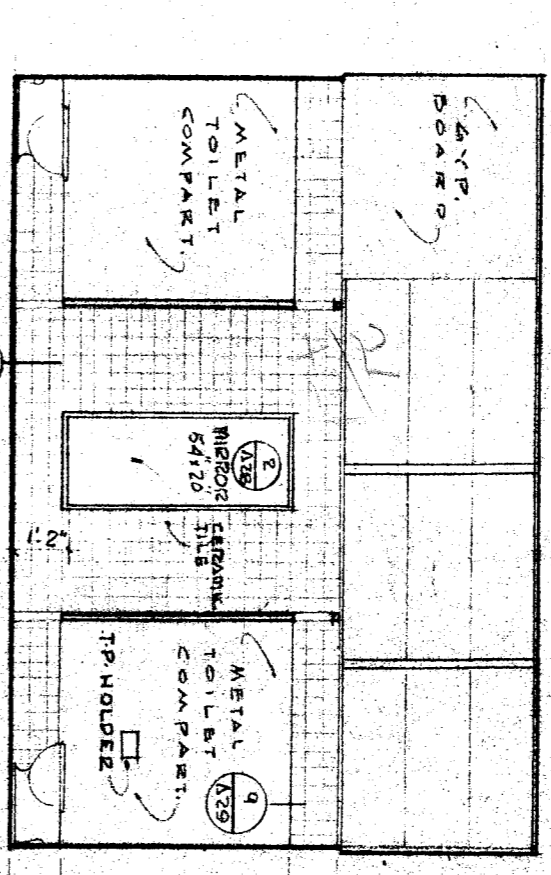 GYP.
BOARD
METAL
TOILET
COMPART.
2
A28
MIRROR
54"x20"
CERAMIC
TILE
1'-2"
METAL
TOILET
COMPART.
T.P. HOLDER
9
A29